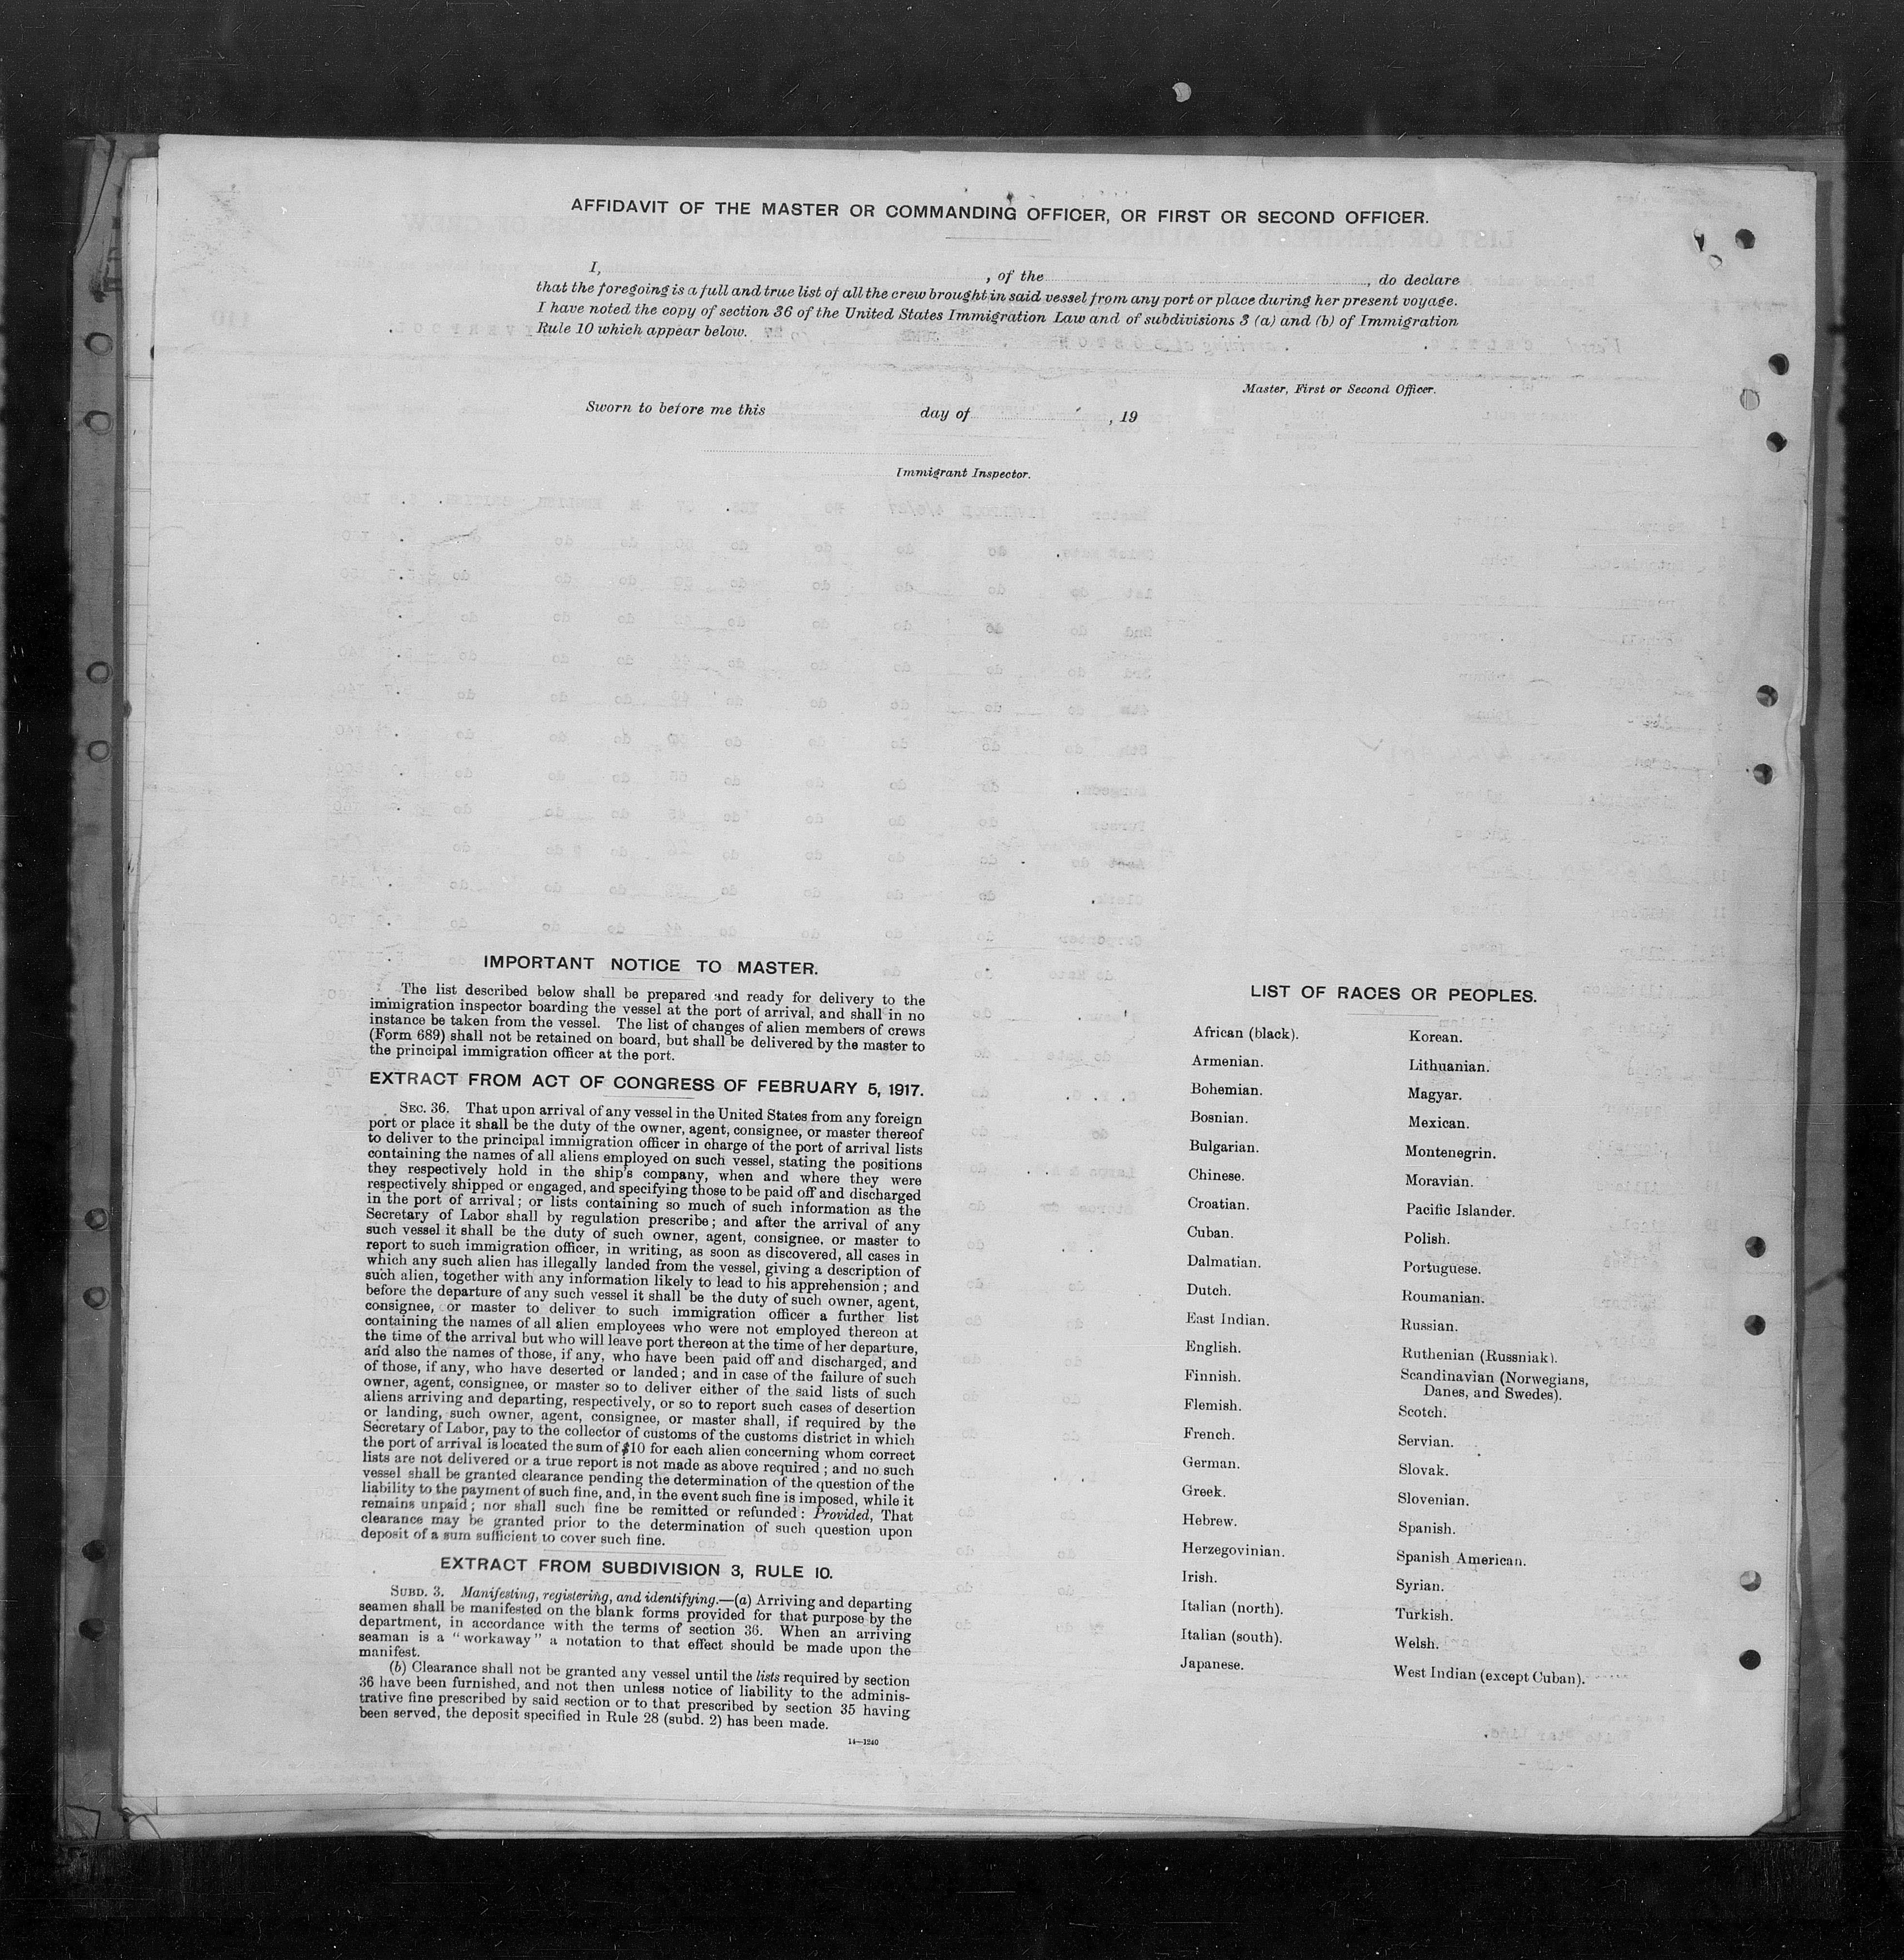 AFFIDAVIT OF THE MASTER OR COMMANDING OFFICER, OR FIRST OR SECOND OFFICER.
I, , of the , do declare
that the foregoing is a full and true list of all the crew brought in said vessel from any port or place during her present voyage.
I have noted the copy of section 36 of the United States Immigration Law and of subdivisions 3 (a) and (b) of Immigration
Rule 10 which appear below.
Master, First or Second Officer.
Sworn to before me this day of , 19
Immigrant Inspector.
IMPORTANT NOTICE TO MASTER.
The list described below shall be prepared and ready for delivery to the
immigration inspector boarding the vessel at the port of arrival, and shall in no
instance be taken from the vessel. The list of changes of alien members of crews
(Form 689) shall not be retained on board, but shall be delivered by the master to
the principal immigration officer at the port.
EXTRACT FROM ACT OF CONGRESS OF FEBRUARY 5, 1917.
SEC. 36. That upon arrival of any vessel in the United States from any foreign
port or place it shall be the duty of the owner, agent, consignee, or master thereof
to deliver to the principal immigration officer in charge of the port of arrival lists
containing the names of all aliens employed on such vessel, stating the positions
they respectively hold in the ship's company, when and where they were
respectively shipped or engaged, and specifying those to be paid off and discharged
in the port of arrival; or lists containing so much of such information as the
Secretary of Labor shall by regulation prescribe; and after the arrival of any
such vessel it shall be the duty of such owner, agent, consignee, or master to
report to such immigration officer, in writing, as soon as discovered, all cases in
which any such alien has illegally landed from the vessel, giving a description of
such alien, together with any information likely to lead to his apprehension; and
before the departure of any such vessel it shall be the duty of such owner, agent,
consignee, or master to deliver to such immigration officer a further list
containing the names of all alien employees who were not employed thereon at
the time of the arrival but who will leave port thereon at the time of her departure,
and also the names of those, if any, who have been paid off and discharged, and
of those, if any, who have deserted or landed; and in case of the failure of such
owner, agent, consignee, or master so to deliver either of the said lists of such
aliens arriving and departing, respectively, or so to report such cases of desertion
or landing, such owner, agent, consignee, or master shall, if required by the
Secretary of Labor, pay to the collector of customs of the customs district in which
the port of arrival is located the sum of $10 for each alien concerning whom correct
lists are not delivered or a true report is not made as above required; and no such
vessel shall be granted clearance pending the determination of the question of the
liability to the payment of such fine, and, in the event such fine is imposed, while it
remains unpaid; nor shall such fine be remitted or refunded: Provided, That
clearance may be granted prior to the determination of such question upon
deposit of a sum sufficient to cover such fine.
EXTRACT FROM SUBDIVISION 3, RULE 10.
SUBD. 3. Manifesting, registering, and identifying.—(a) Arriving and departing
seamen shall be manifested on the blank forms provided for that purpose by the
department, in accordance with the terms of section 36. When an arriving
seaman is a "workaway" a notation to that effect should be made upon the
manifest.
(b) Clearance shall not be granted any vessel until the lists required by section
36 have been furnished, and not then unless notice of liability to the adminis-
trative fine prescribed by said section or to that prescribed by section 35 having
been served, the deposit specified in Rule 28 (subd. 2) has been made.
14—1240
LIST OF RACES OR PEOPLES.
African (black).
Armenian.
Bohemian.
Bosnian.
Bulgarian.
Chinese.
Croatian.
Cuban.
Dalmatian.
Dutch.
East Indian.
English.
Finnish.
Flemish.
French.
German.
Greek.
Hebrew.
Herzegovinian.
Irish.
Italian (north).
Italian (south).
Japanese.
Korean.
Lithuanian.
Magyar.
Mexican.
Montenegrin.
Moravian.
Pacific Islander.
Polish.
Portuguese.
Roumanian.
Russian.
Ruthenian (Russniak).
Scandinavian (Norwegians,
Danes, and Swedes).
Scotch.
Servian.
Slovak.
Slovenian.
Spanish.
Spanish American.
Syrian.
Turkish.
Welsh.
West Indian (except Cuban).